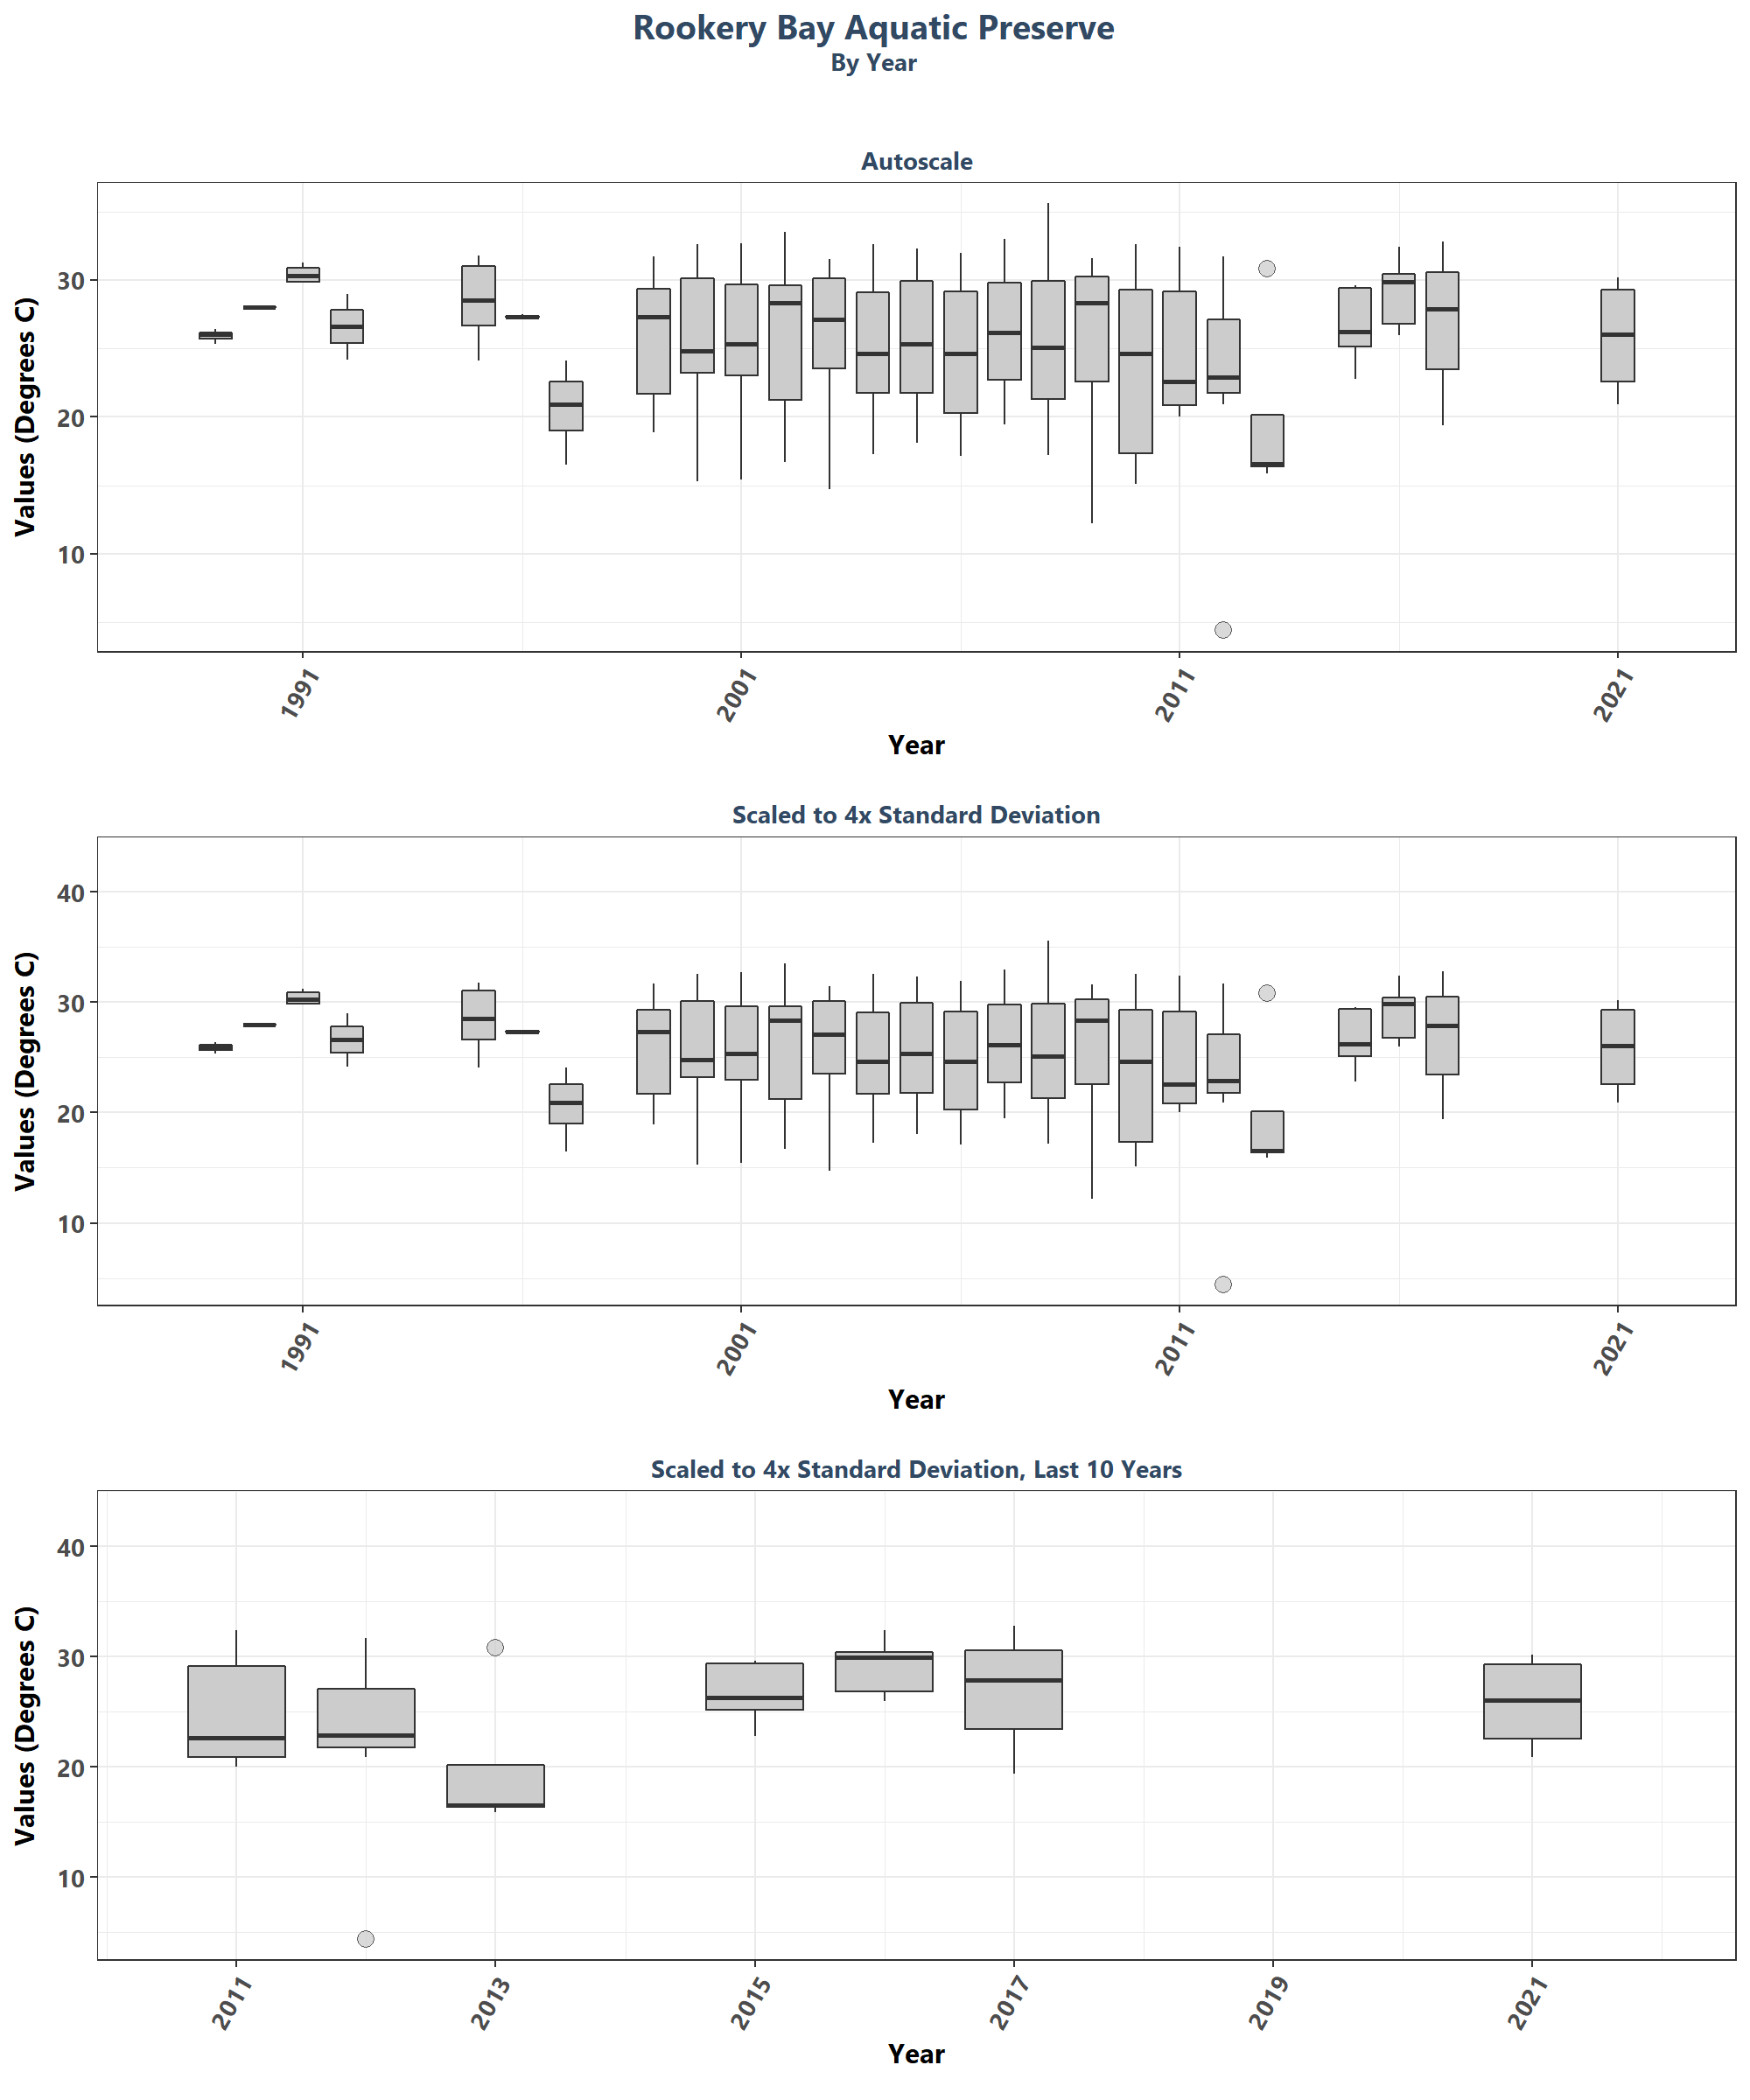 Rookery Bay Aquatic Preserve
By Year
Autoscale
Values (Degrees C)
30
20
10
1991
2001
2011
2021
Year
Scaled to 4x Standard Deviation
Values (Degrees C)
40
30
20
10
1991
2001
2011
2021
Year
Scaled to 4x Standard Deviation, Last 10 Years
Values (Degrees C)
40
30
20
10
2011
2013
2015
2017
2019
2021
Year